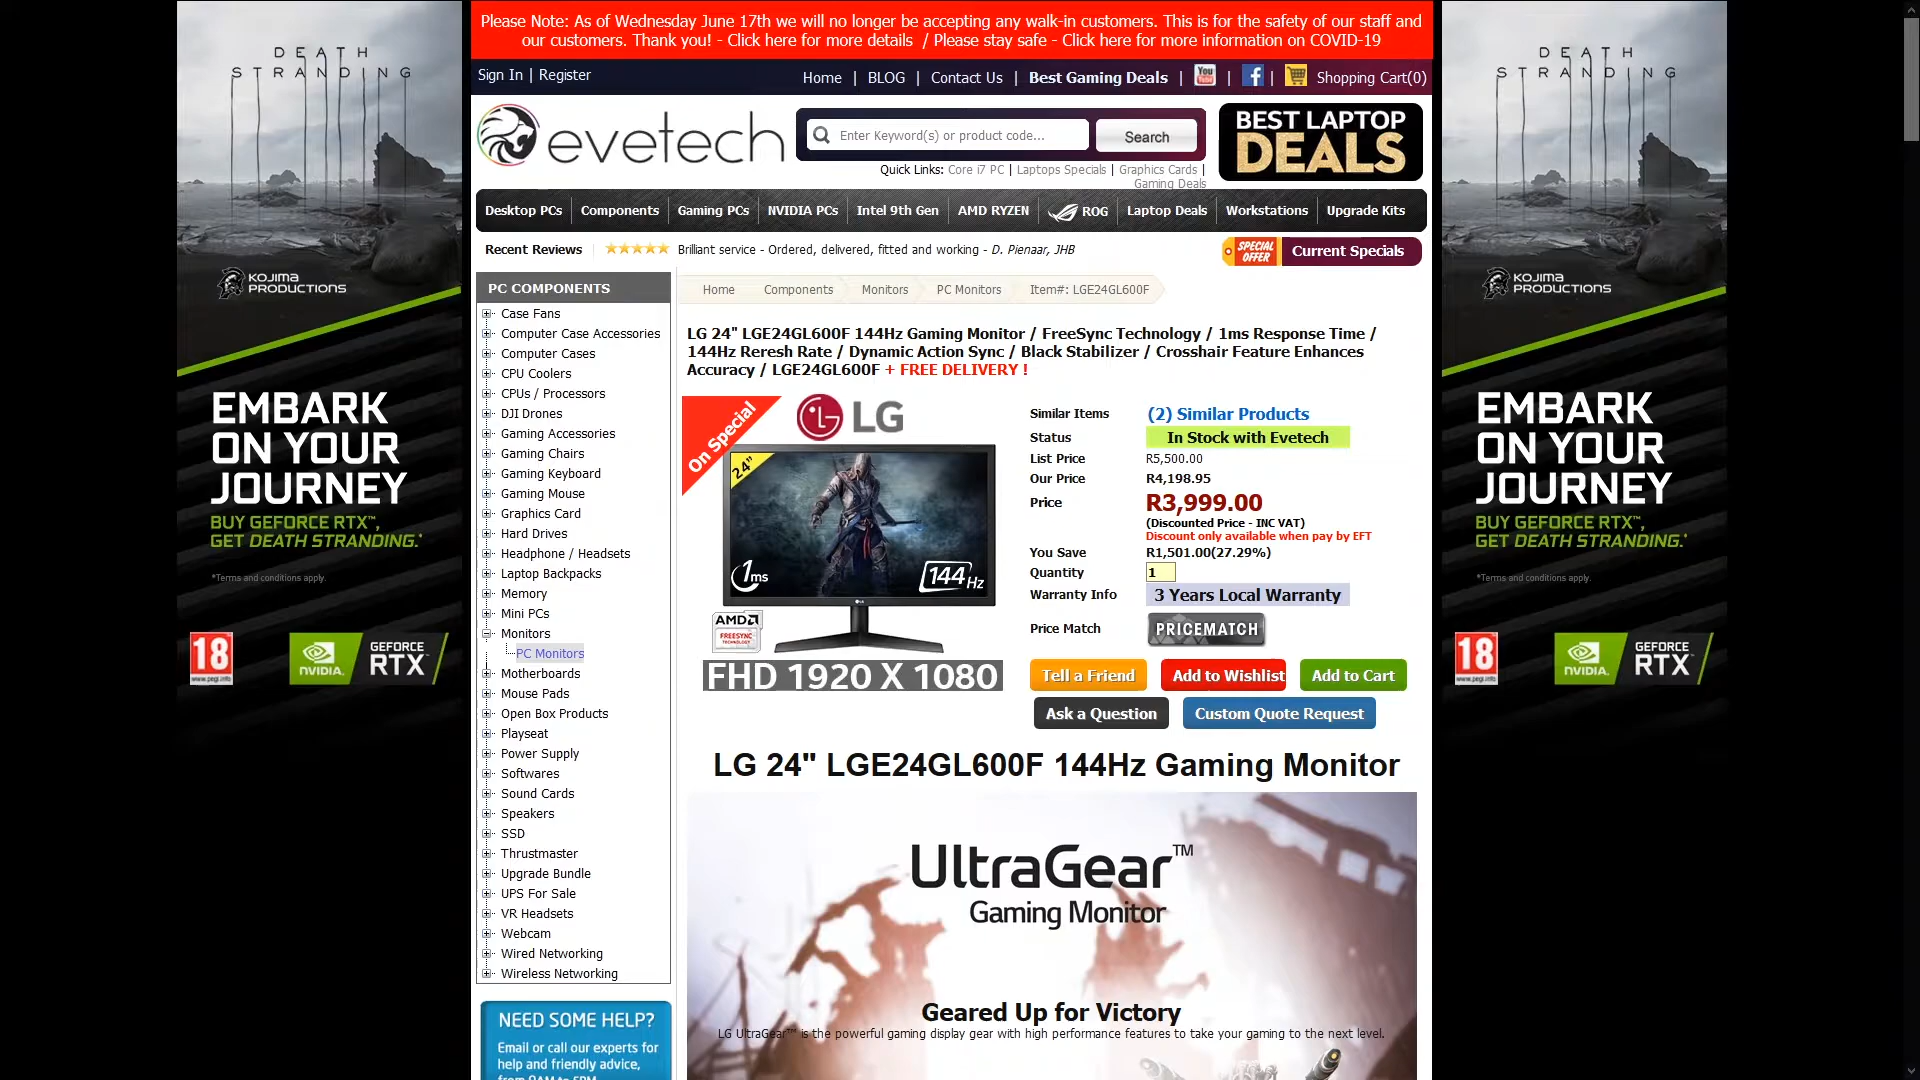 DEATH
STRANDING
KOJIMA
PRODUCTIONS
EMBARK
ON YOUR
JOURNEY
BUY GEFORCE RTX™,
GET DEATH STRANDING.*
*Terms and conditions apply.
18
www.pegi.info
NVIDIA.
GEFORCE
RTX™
Please Note: As of Wednesday June 17th we will no longer be accepting any walk-in customers. This is for the safety of our staff and
our customers. Thank you! - Click here for more details / Please stay safe - Click here for more information on COVID-19
Sign In | Register
Home | BLOG | Contact Us | Best Gaming Deals | You Tube | f | Shopping Cart(0)
evetech
Enter Keyword(s) or product code...
Search
Quick Links: Core i7 PC | Laptops Specials | Graphics Cards |
Gaming Deals
BEST LAPTOP
DEALS
Desktop PCs
Components
Gaming PCs
NVIDIA PCs
Intel 9th Gen
AMD RYZEN
ROG
Laptop Deals
Workstations
Upgrade Kits
Recent Reviews
Brilliant service - Ordered, delivered, fitted and working - D. Pienaar, JHB
SPECIAL
OFFER
Current Specials
PC COMPONENTS
Case Fans
Computer Case Accessories
Computer Cases
CPU Coolers
CPUs / Processors
DJI Drones
Gaming Accessories
Gaming Chairs
Gaming Keyboard
Gaming Mouse
Graphics Card
Hard Drives
Headphone / Headsets
Laptop Backpacks
Memory
Mini PCs
Monitors
PC Monitors
Motherboards
Mouse Pads
Open Box Products
Playseat
Power Supply
Softwares
Sound Cards
Speakers
SSD
Thrustmaster
Upgrade Bundle
UPS For Sale
VR Headsets
Webcam
Wired Networking
Wireless Networking
NEED SOME HELP?
Email or call our experts for
help and friendly advice,
from 9AM to 5PM
Home
Components
Monitors
PC Monitors
Item#: LGE24GL600F
LG 24" LGE24GL600F 144Hz Gaming Monitor / FreeSync Technology / 1ms Response Time /
144Hz Reresh Rate / Dynamic Action Sync / Black Stabilizer / Crosshair Feature Enhances
Accuracy / LGE24GL600F + FREE DELIVERY !
On Special
LG
24"
1ms
144Hz
LG
AMD
FREESYNC
TECHNOLOGY
FHD 1920 X 1080
Similar Items (2) Similar Products
Status In Stock with Evetech
List Price R5,500.00
Our Price R4,198.95
Price R3,999.00
(Discounted Price - INC VAT)
Discount only available when pay by EFT
You Save R1,501.00(27.29%)
Quantity 1
Warranty Info 3 Years Local Warranty
Price Match PRICEMATCH
Tell a Friend
Add to Wishlist
Add to Cart
Ask a Question
Custom Quote Request
LG 24" LGE24GL600F 144Hz Gaming Monitor
UltraGear™
Gaming Monitor
Geared Up for Victory
LG UltraGear™ is the powerful gaming display gear with high performance features to take your gaming to the next level.
DEATH
STRANDING
KOJIMA
PRODUCTIONS
EMBARK
ON YOUR
JOURNEY
BUY GEFORCE RTX™,
GET DEATH STRANDING.*
*Terms and conditions apply.
18
www.pegi.info
NVIDIA.
GEFORCE
RTX™